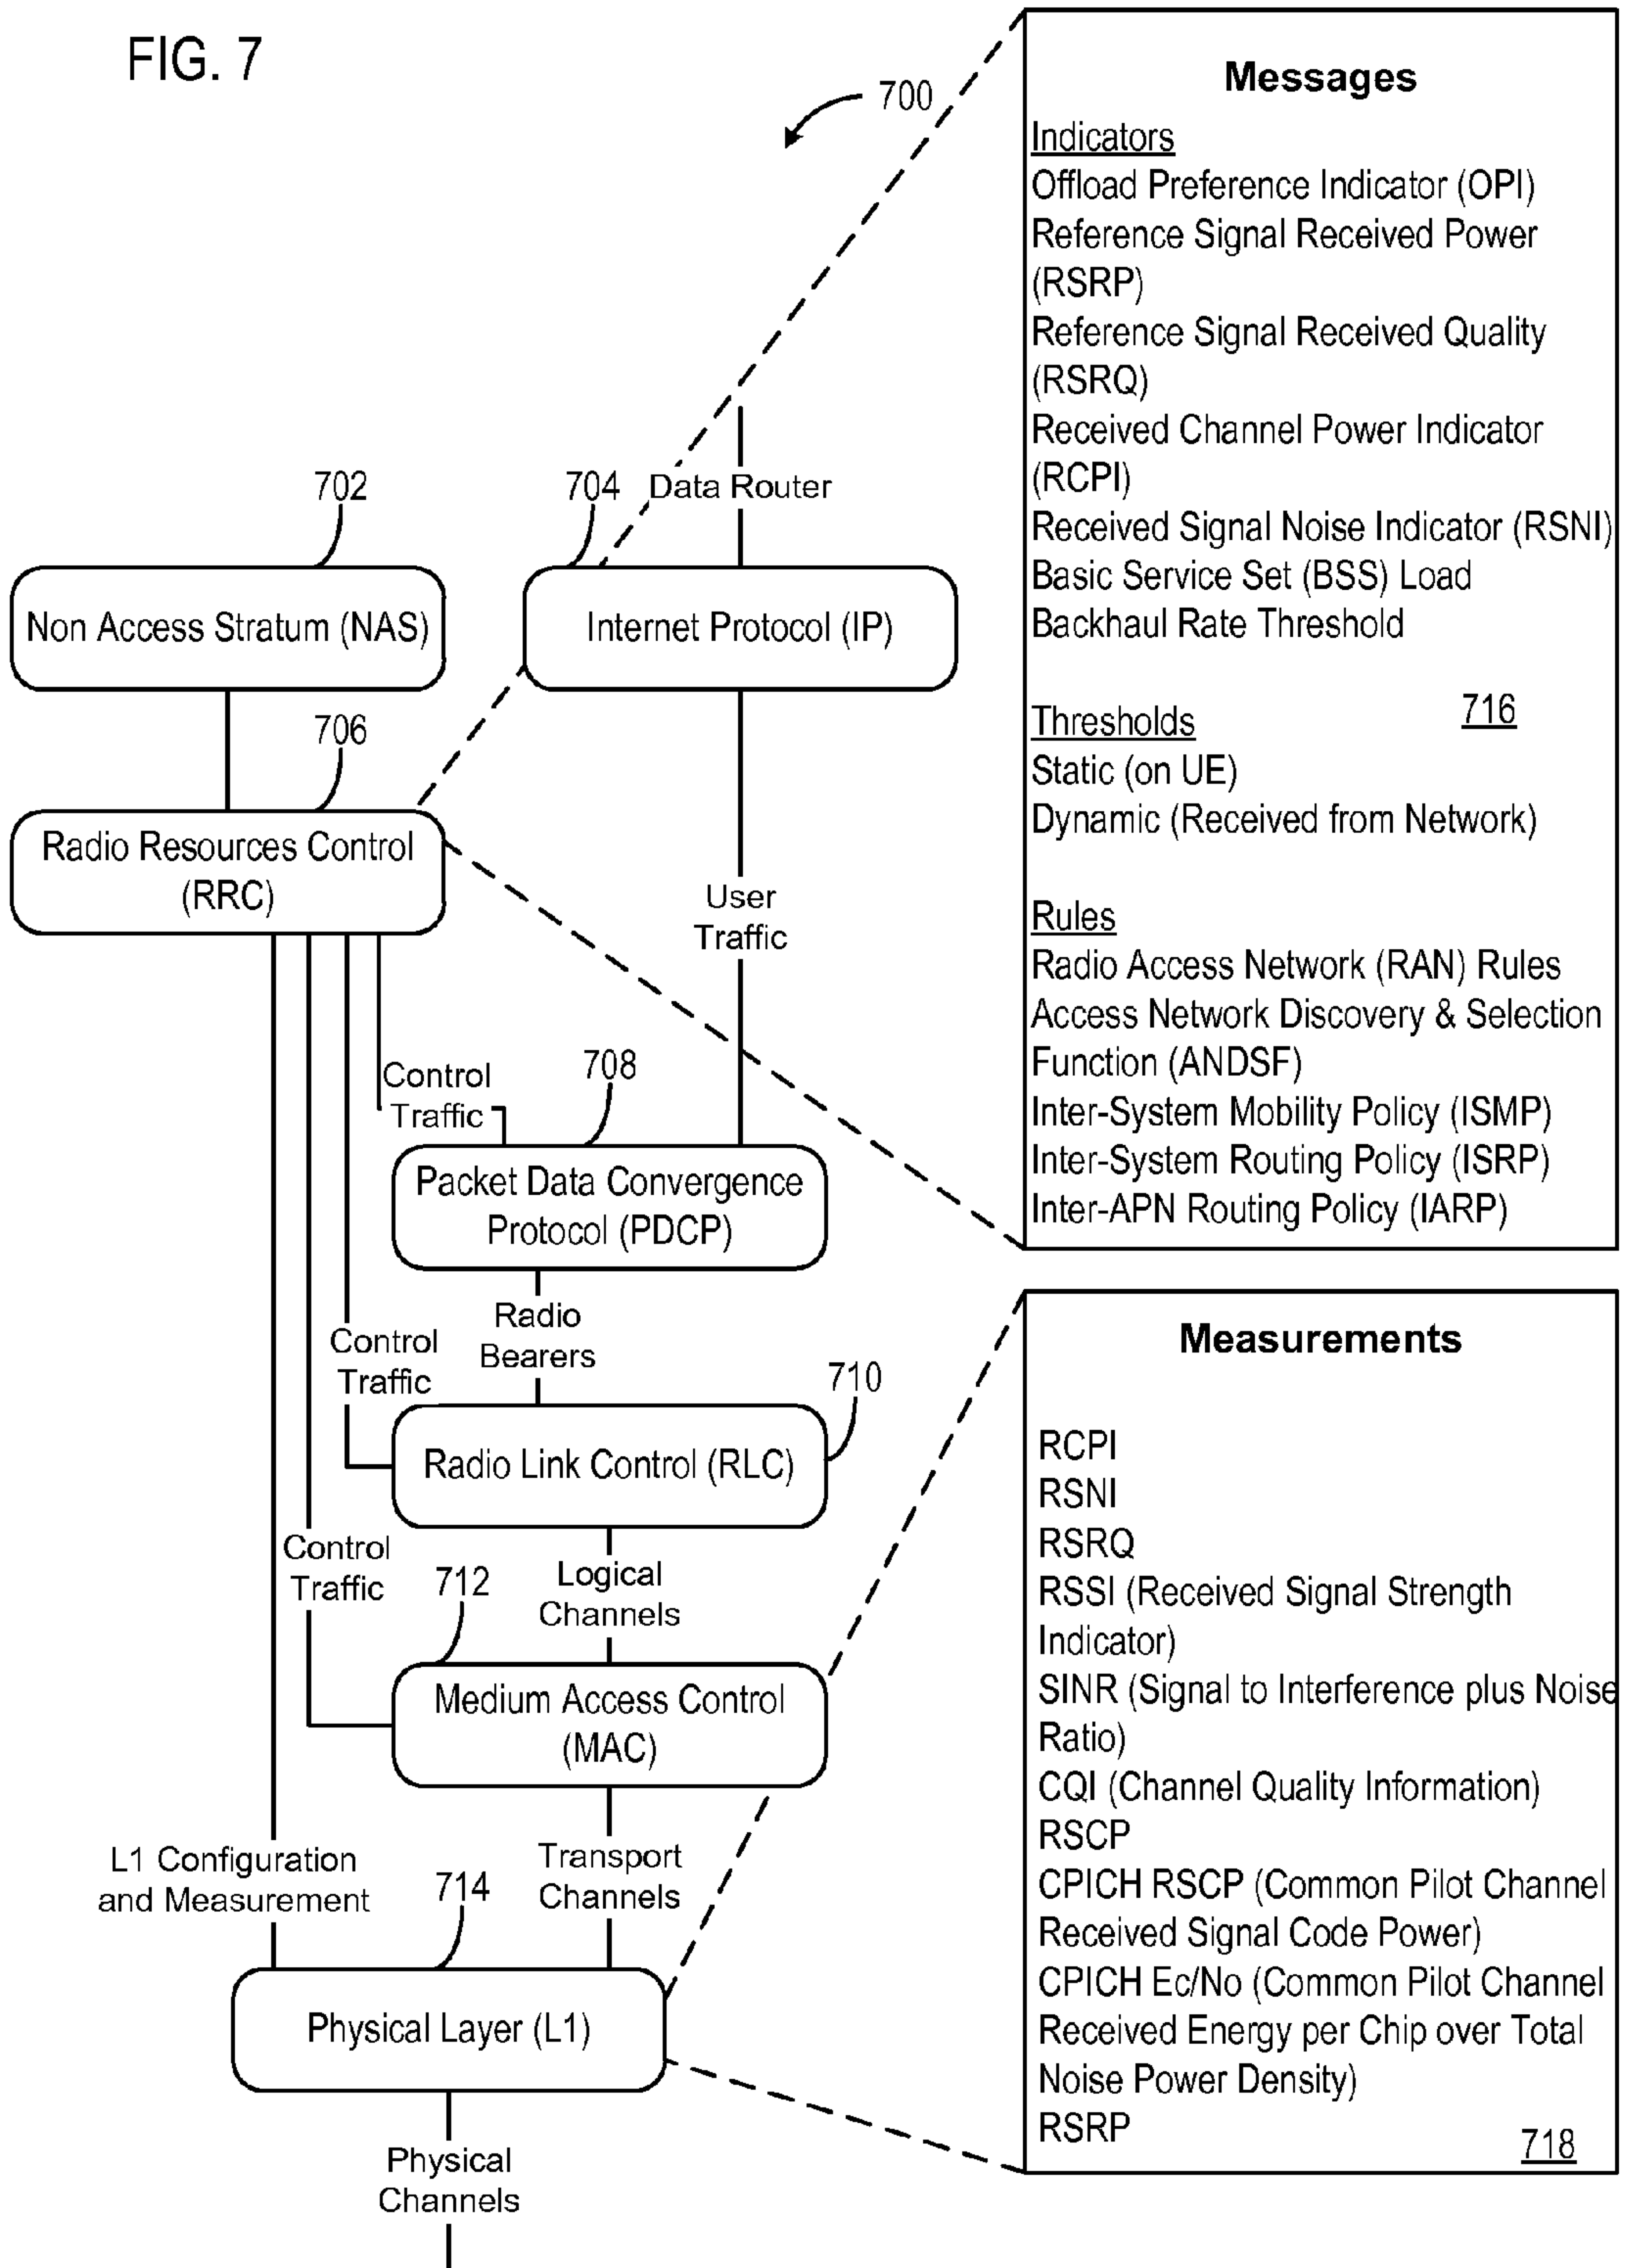 FIG. 7
700
702
704
Data Router
Non Access Stratum (NAS)
Internet Protocol (IP)
706
Radio Resources Control
(RRC)
User
Traffic
Control
Traffic
708
Packet Data Convergence
Protocol (PDCP)
Radio
Bearers
Control
Traffic
710
Radio Link Control (RLC)
Control
Traffic
712
Logical
Channels
Medium Access Control
(MAC)
L1 Configuration
and Measurement
714
Transport
Channels
Physical Layer (L1)
Physical
Channels
Messages
Indicators
Offload Preference Indicator (OPI)
Reference Signal Received Power
(RSRP)
Reference Signal Received Quality
(RSRQ)
Received Channel Power Indicator
(RCPI)
Received Signal Noise Indicator (RSNI)
Basic Service Set (BSS) Load
Backhaul Rate Threshold
Thresholds
716
Static (on UE)
Dynamic (Received from Network)
Rules
Radio Access Network (RAN) Rules
Access Network Discovery & Selection
Function (ANDSF)
Inter-System Mobility Policy (ISMP)
Inter-System Routing Policy (ISRP)
Inter-APN Routing Policy (IARP)
Measurements
RCPI
RSNI
RSRQ
RSSI (Received Signal Strength
Indicator)
SINR (Signal to Interference plus Noise
Ratio)
CQI (Channel Quality Information)
RSCP
CPICH RSCP (Common Pilot Channel
Received Signal Code Power)
CPICH Ec/No (Common Pilot Channel
Received Energy per Chip over Total
Noise Power Density)
RSRP
718